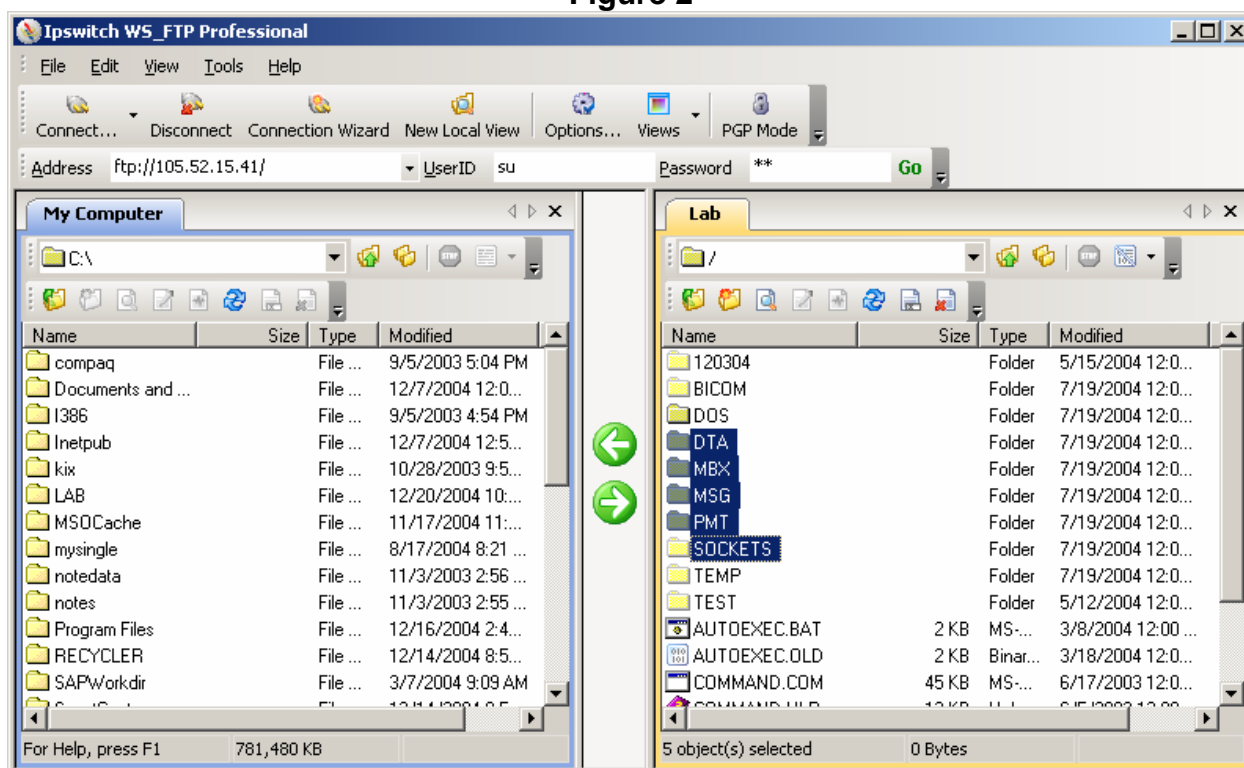 Figure 2
Ipswitch WS_FTP Professional
File Edit View Tools Help
Connect... Disconnect Connection Wizard New Local View Options... Views PGP Mode
Address ftp://105.52.15.41/ UserID su Password ** Go
My Computer
C:\
Name Size Type Modified
compaq File ... 9/5/2003 5:04 PM
Documents and ... File ... 12/7/2004 12:0...
I386 File ... 9/5/2003 4:54 PM
Inetpub File ... 12/7/2004 12:5...
kix File ... 10/28/2003 9:5...
LAB File ... 12/20/2004 10:...
MSOCache File ... 11/17/2004 11:...
mysingle File ... 8/17/2004 8:21 ...
notedata File ... 11/3/2003 2:56 ...
notes File ... 11/3/2003 2:55 ...
Program Files File ... 12/16/2004 2:4...
RECYCLER File ... 12/14/2004 8:5...
SAPWorkdir File ... 3/7/2004 9:09 AM
For Help, press F1 781,480 KB
Lab
/
Name Size Type Modified
120304 Folder 5/15/2004 12:0...
BICOM Folder 7/19/2004 12:0...
DOS Folder 7/19/2004 12:0...
DTA Folder 7/19/2004 12:0...
MBX Folder 7/19/2004 12:0...
MSG Folder 7/19/2004 12:0...
PMT Folder 7/19/2004 12:0...
SOCKETS Folder 7/19/2004 12:0...
TEMP Folder 7/19/2004 12:0...
TEST Folder 5/12/2004 12:0...
AUTOEXEC.BAT 2 KB MS-... 3/8/2004 12:00 ...
AUTOEXEC.OLD 2 KB Binar... 3/18/2004 12:0...
COMMAND.COM 45 KB MS-... 6/17/2003 12:0...
5 object(s) selected 0 Bytes